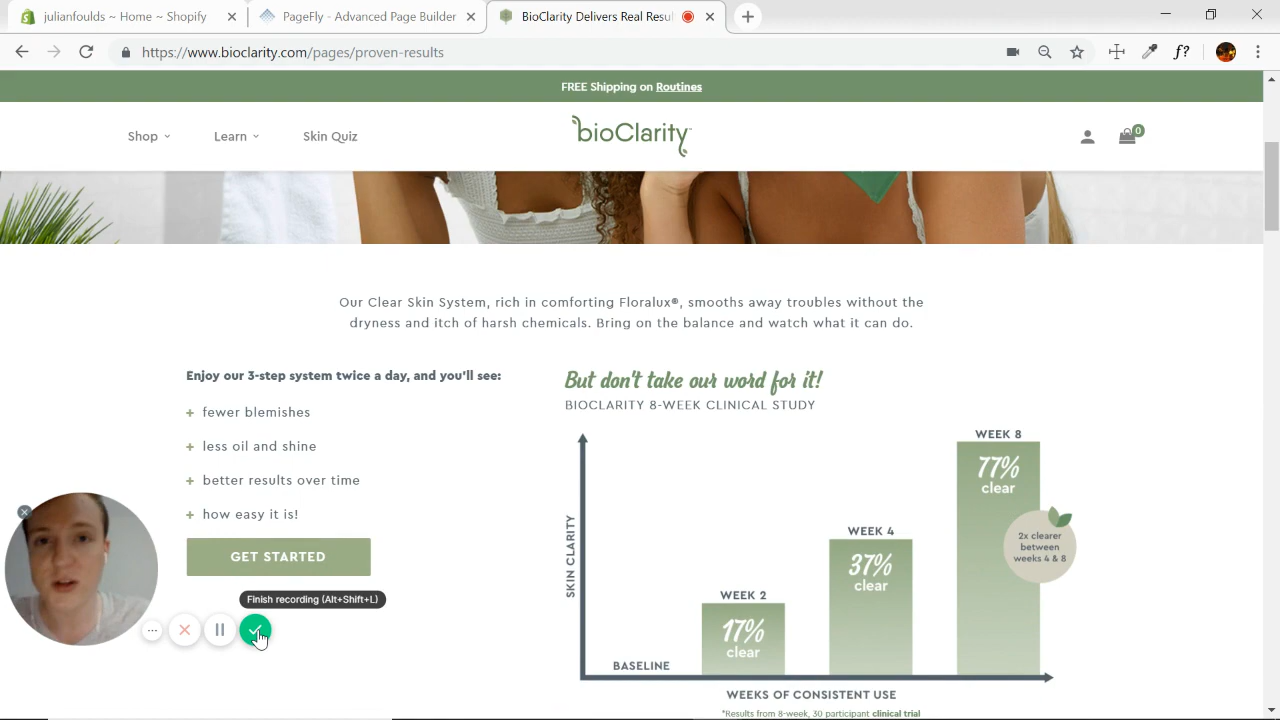 julianfoulds ~ Home ~ Shopify
PageFly - Advanced Page Builder
BioClarity Delivers Real Resul
https://www.bioclarity.com/pages/proven-results
f?
FREE Shipping on Routines
Shop
Learn
Skin Quiz
bioClarity
0
Our Clear Skin System, rich in comforting Floralux®, smooths away troubles without the
dryness and itch of harsh chemicals. Bring on the balance and watch what it can do.
Enjoy our 3-step system twice a day, and you'll see:
+ fewer blemishes
+ less oil and shine
+ better results over time
+ how easy it is!
GET STARTED
Finish recording (Alt+Shift+L)
But don't take our word for it!
BIOCLARITY 8-WEEK CLINICAL STUDY
SKIN CLARITY
BASELINE
WEEK 2
17%
clear
WEEK 4
37%
clear
WEEK 8
77%
clear
2x clearer
between
weeks 4 & 8
WEEKS OF CONSISTENT USE
*Results from 8-week, 30 participant clinical trial